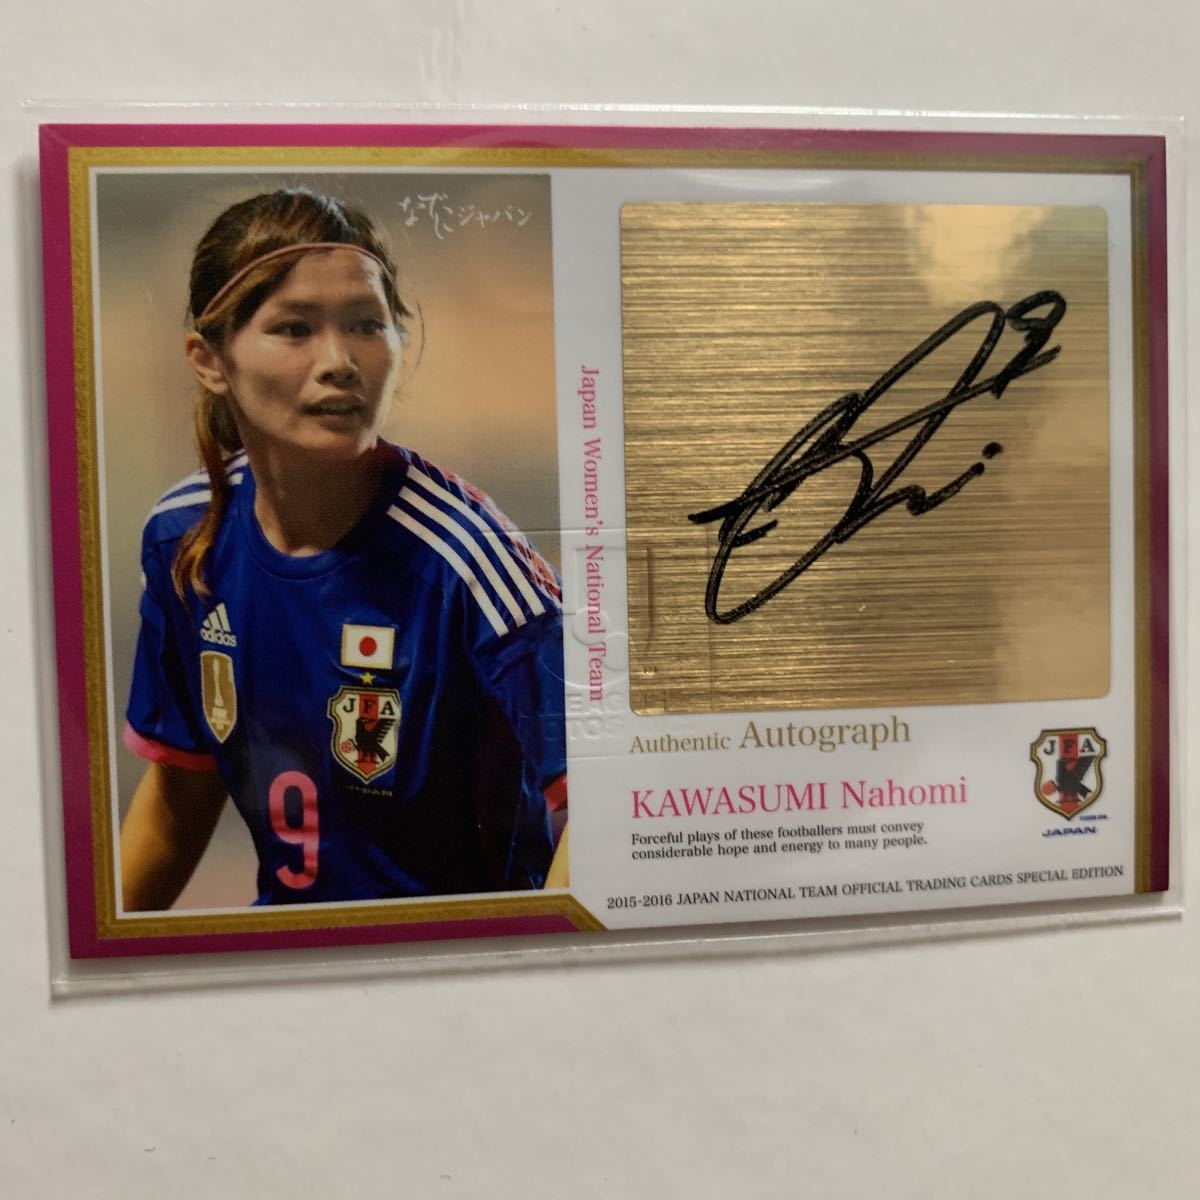 なでしこジャパン
Japan Women's National Team
adidas
JFA
JAPAN
9
Authentic Autograph
KAWASUMI Nahomi
Forceful plays of these footballers must convey
considerable hope and energy to many people.
JFA
JAPAN
2015-2016 JAPAN NATIONAL TEAM OFFICIAL TRADING CARDS SPECIAL EDITION